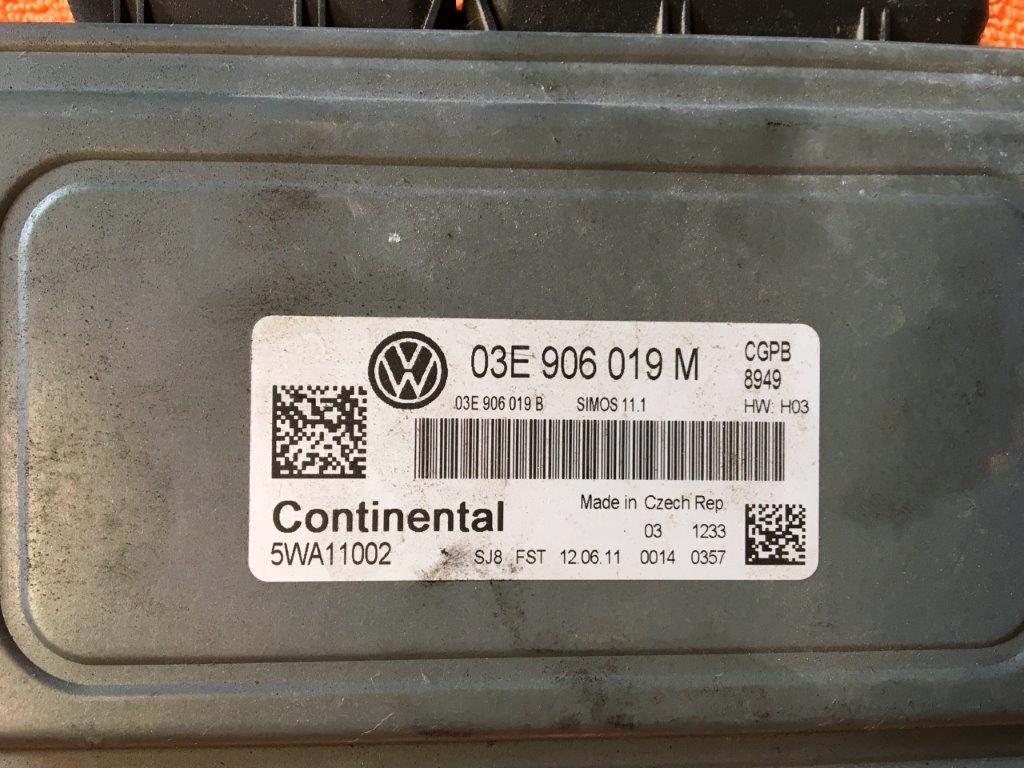 03E 906 019 M
CGPB
8949
03E 906 019 B SIMOS 11.1 HW: H03
Continental
Made in Czech Rep.
03 1233
5WA11002
SJ8 FST 12.06.11 0014 0357